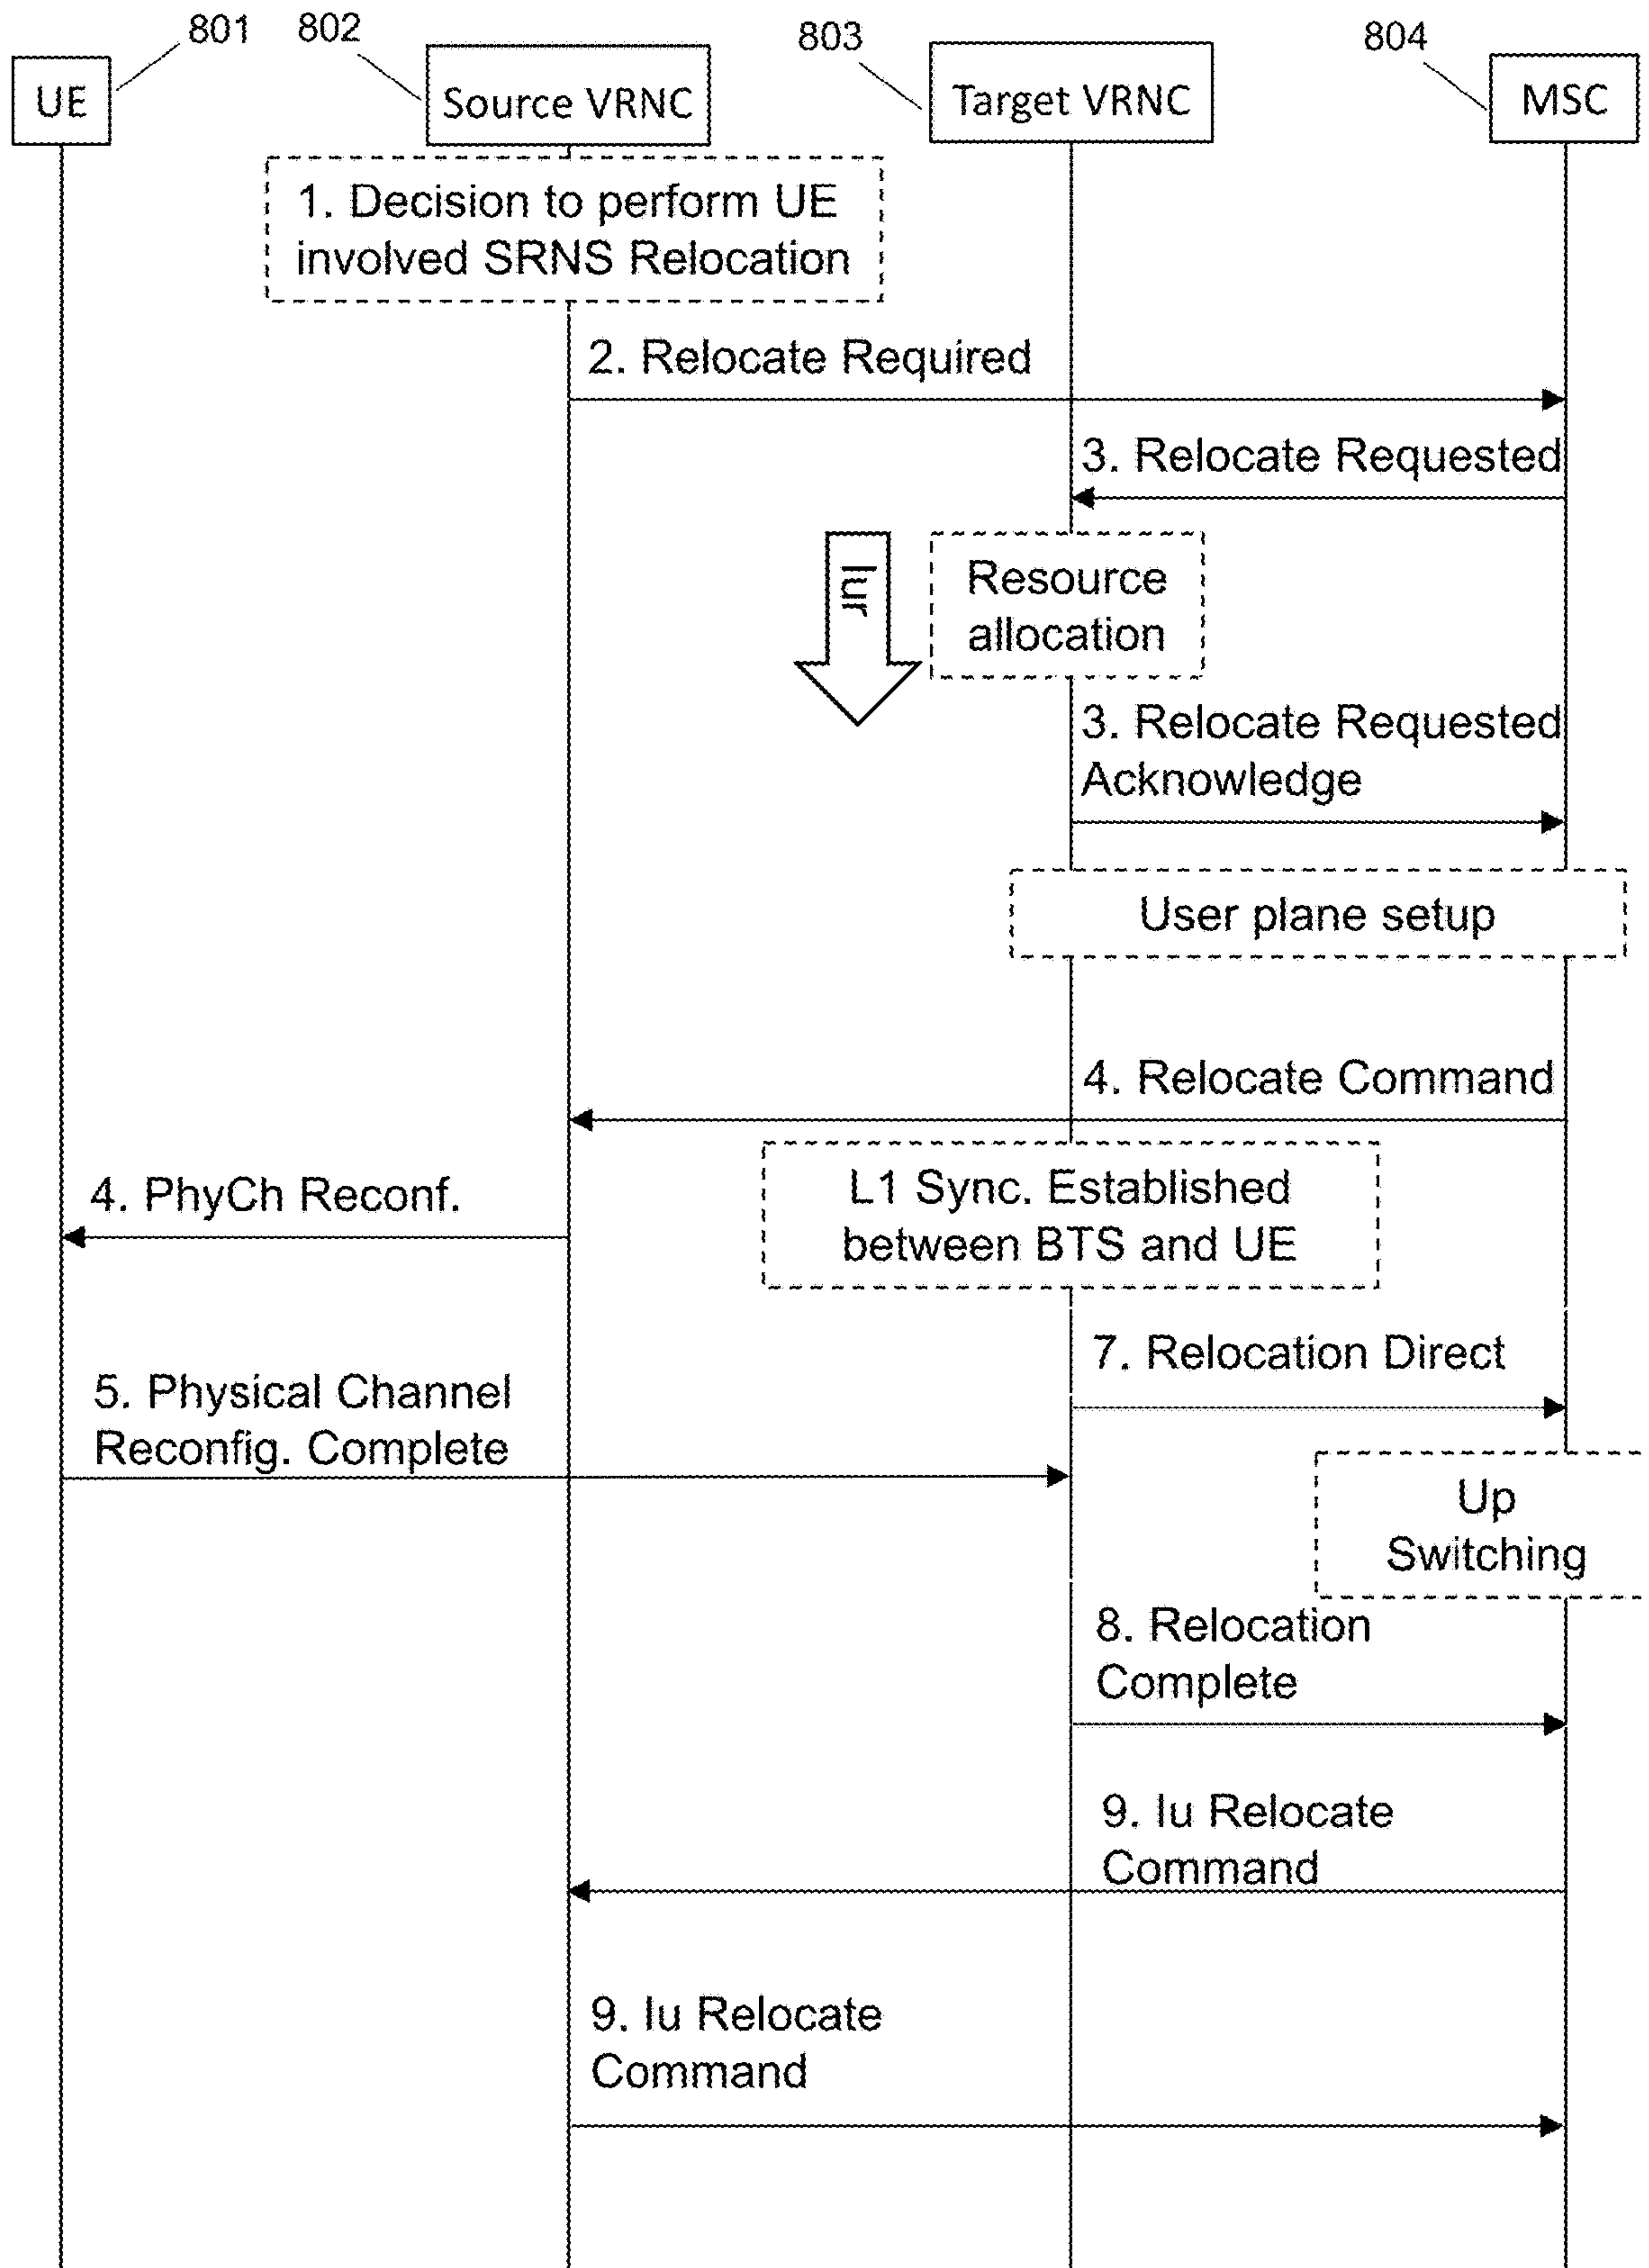 801
802
803
804
UE
Source VRNC
Target VRNC
MSC
1. Decision to perform UE
involved SRNS Relocation
2. Relocate Required
3. Relocate Requested
Iur
Resource
allocation
3. Relocate Requested
Acknowledge
User plane setup
4. Relocate Command
4. PhyCh Reconf.
L1 Sync. Established
between BTS and UE
7. Relocation Direct
5. Physical Channel
Reconfig. Complete
Up
Switching
8. Relocation
Complete
9. Iu Relocate
Command
9. Iu Relocate
Command